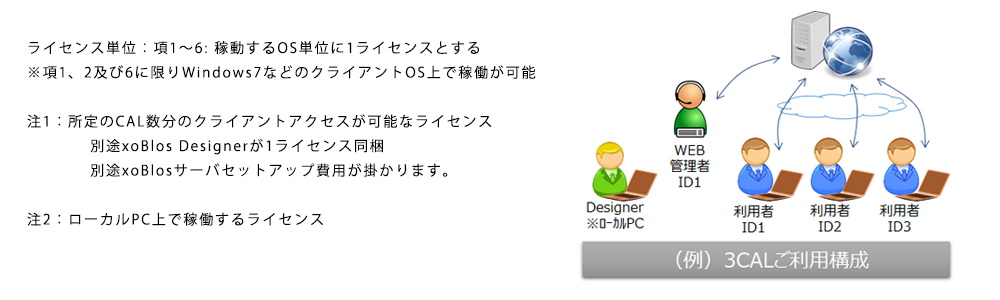 ライセンス単位：項1～6: 稼動するOS単位に1ライセンスとする
※項1、2及び6に限りWindows7などのクライアントOS上で稼働が可能
注1：所定のCAL数分のクライアントアクセスが可能なライセンス
別途xoBlos Designerが1ライセンス同梱
別途xoBlosサーバセットアップ費用が掛かります。
注2：ローカルPC上で稼働するライセンス
WEB
管理者
ID1
Designer
※ﾛｰｶﾙPC
利用者
ID1
利用者
ID2
利用者
ID3
（例）3CALご利用構成